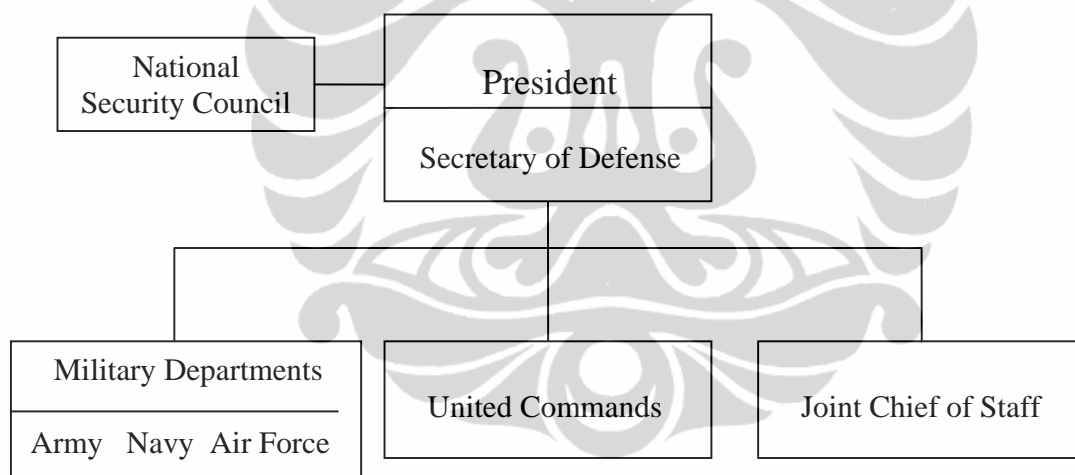 National
Security Council
President
Secretary of Defense
Military Departments
Army Navy Air Force
United Commands
Joint Chief of Staff